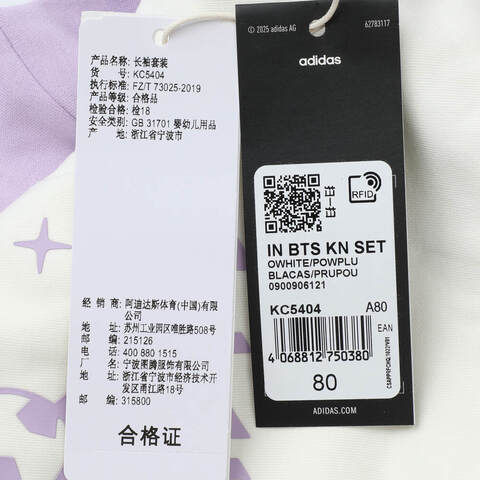 产品名称: 长袖套装
货 号: KC5404
执行标准: FZ/T 73025-2019
产品等级: 合格品
检验合格: 检18
安全类别: GB 31701 婴幼儿用品
产 地: 浙江省宁波市
经 销 商: 阿迪达斯体育(中国)有限
公司
地 址: 苏州工业园区唯胜路508号
邮 编: 215126
电 话: 400 880 1515
厂 名: 宁波图腾服饰有限公司
地 址: 浙江省宁波市经济技术开
发区甬江路18号
邮 编: 315800
合格证
© 2025 adidas AG
62783117
adidas
RFID
IN BTS KN SET
OWHITE/POWPLU
BLACAS/PRUPOU
0900906121
KC5404 A80
EAN
4 068812 750380
80
ADIDAS.COM